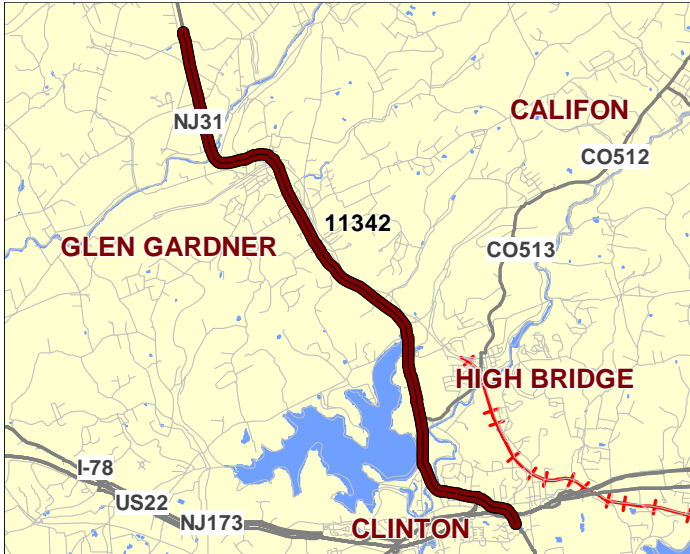 CALIFON
NJ31
CO512
11342
GLEN GARDNER
CO513
HIGH BRIDGE
I-78
US22
NJ173
CLINTON